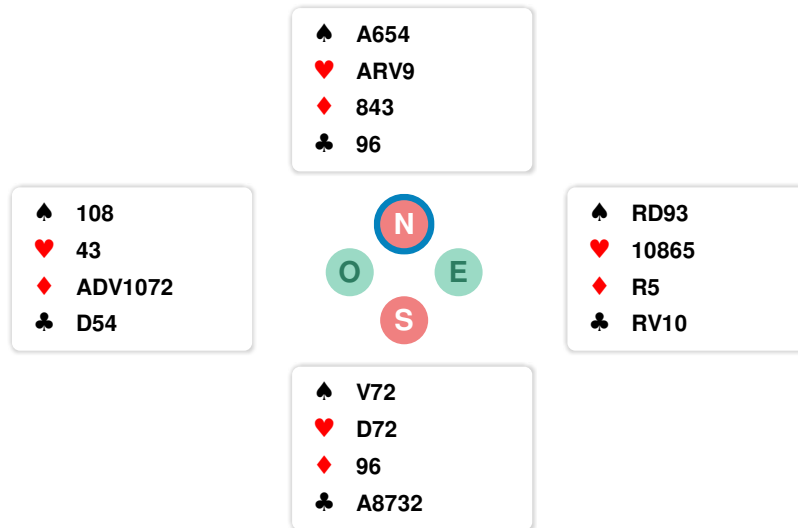 ♠ A654
♥ ARV9
♦ 843
♣ 96
♠ 108
♥ 43
♦ ADV1072
♣ D54
N
O E
S
♠ RD93
♥ 10865
♦ R5
♣ RV10
♠ V72
♥ D72
♦ 96
♣ A8732